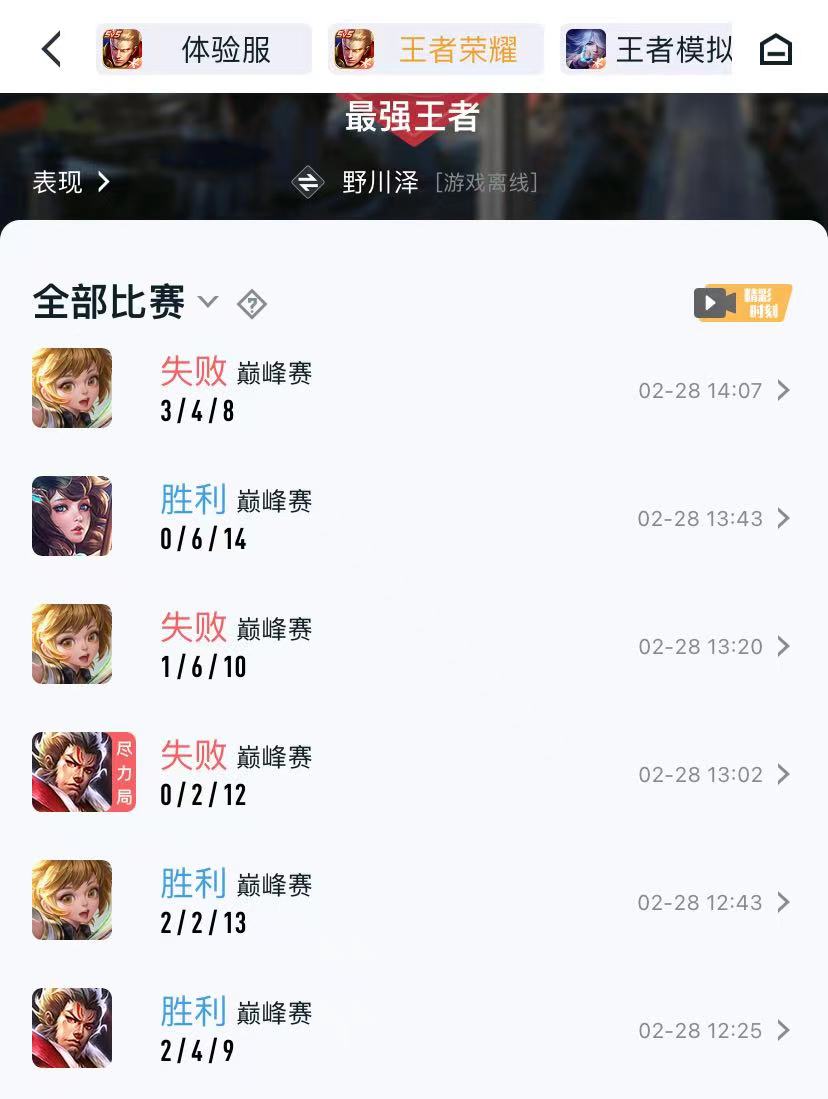 体验服
王者荣耀
王者模拟
最强王者
表现
野川泽 [游戏离线]
全部比赛
精彩
时刻
失败 巅峰赛
3/4/8
02-28 14:07
胜利 巅峰赛
0/6/14
02-28 13:43
失败 巅峰赛
1/6/10
02-28 13:20
尽力局
失败 巅峰赛
0/2/12
02-28 13:02
胜利 巅峰赛
2/2/13
02-28 12:43
胜利 巅峰赛
2/4/9
02-28 12:25